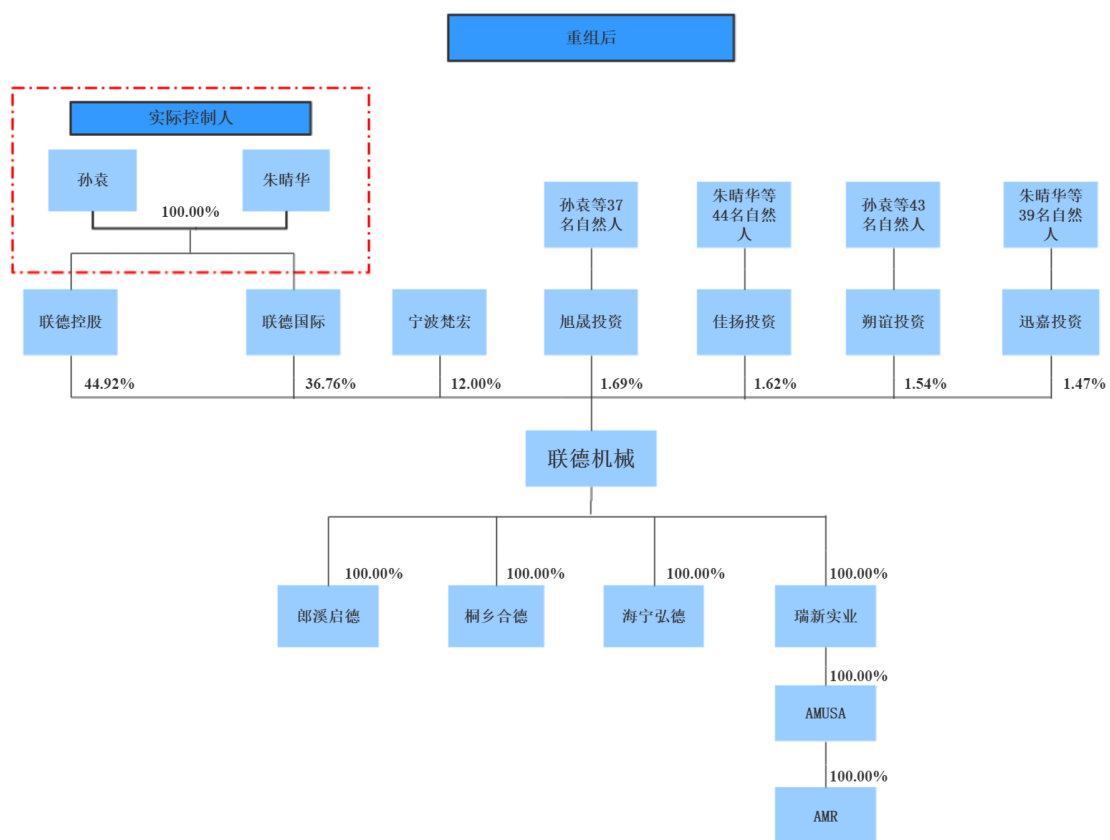 重组后
实际控制人
孙袁
朱晴华
100.00%
孙袁等37
名自然人
朱晴华等
44名自然
人
孙袁等43
名自然人
朱晴华等
39名自然
人
联德控股
联德国际
宁波梵宏
旭晟投资
佳扬投资
朔谊投资
迅嘉投资
44.92%
36.76%
12.00%
1.69%
1.62%
1.54%
1.47%
联德机械
100.00%
100.00%
100.00%
100.00%
郎溪启德
桐乡合德
海宁弘德
瑞新实业
100.00%
AMUSA
100.00%
AMR